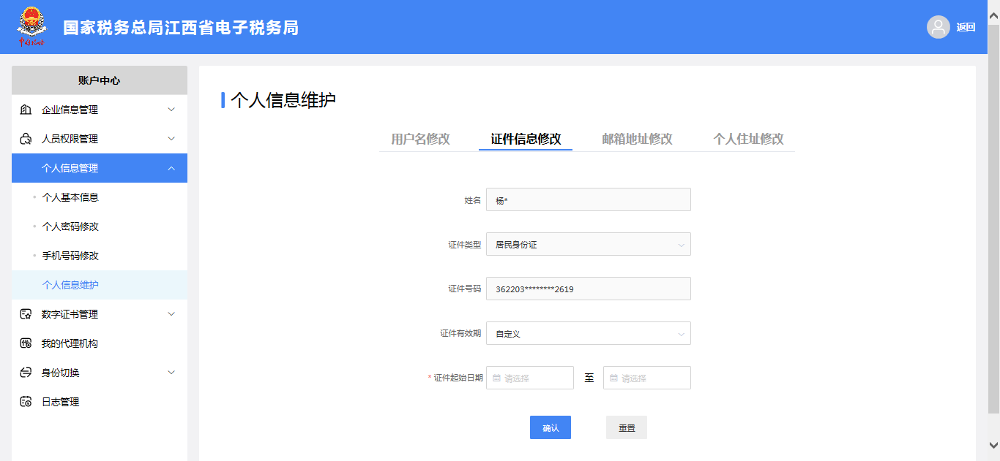 国家税务总局江西省电子税务局
返回
账户中心
企业信息管理
人员权限管理
个人信息管理
个人基本信息
个人密码修改
手机号码修改
个人信息维护
数字证书管理
我的代理机构
身份切换
日志管理
个人信息维护
用户名修改 证件信息修改 邮箱地址修改 个人住址修改
姓名 杨*
证件类型 居民身份证
证件号码 362203********2619
证件有效期 自定义
* 证件起始日期 请选择 至 请选择
确认 重置